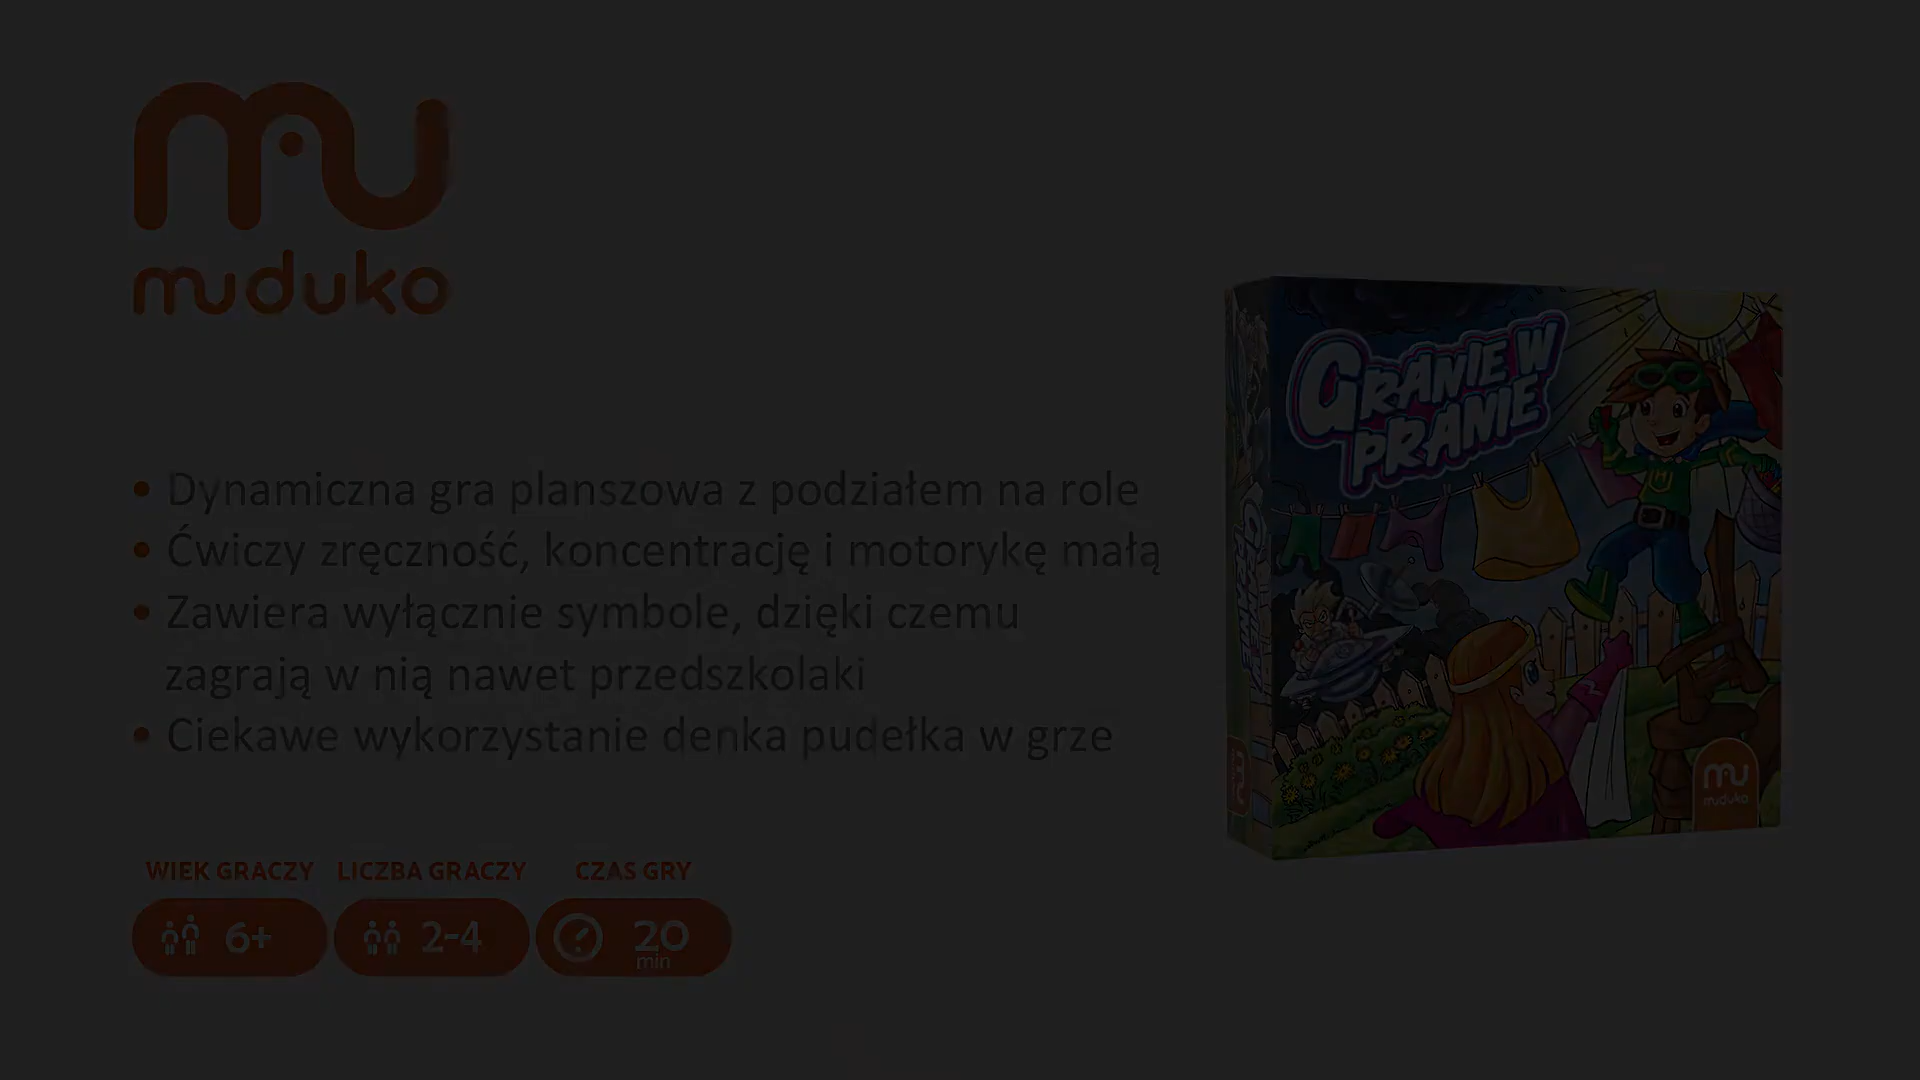 muduko
GRANIE W
PRANIE
GRANIE W
PRANIE
• Dynamiczna gra planszowa z podziałem na role
• Ćwiczy zręczność, koncentrację i motorykę małą
• Zawiera wyłącznie symbole, dzięki czemu
zagrają w nią nawet przedszkolaki
• Ciekawe wykorzystanie denka pudełka w grze
muduko
WIEK GRACZY LICZBA GRACZY CZAS GRY
6+ 2-4 20
min